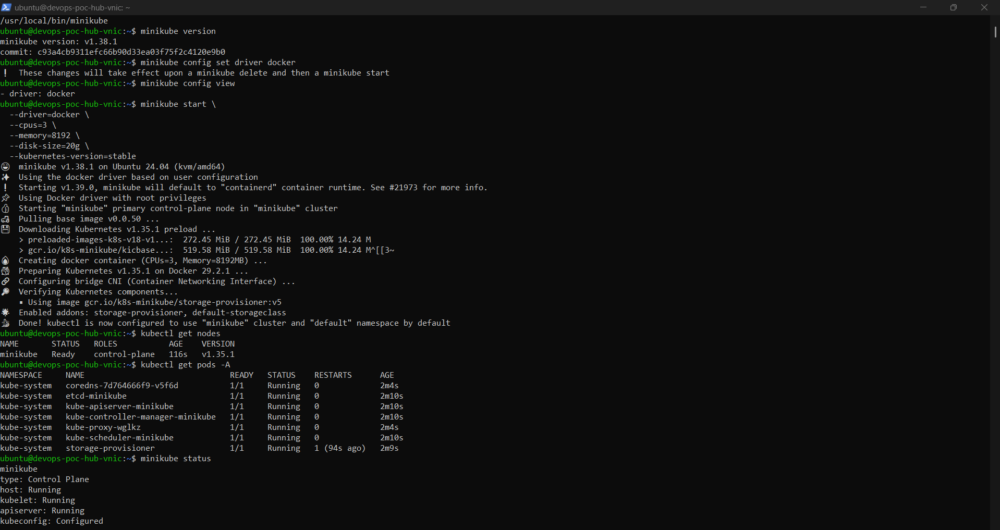 ubuntu@devops-poc-hub-vnic: ~
/usr/local/bin/minikube
ubuntu@devops-poc-hub-vnic:~$ minikube version
minikube version: v1.38.1
commit: c93a4cb9311efc66b90d33ea03f75f2c4120e9b0
ubuntu@devops-poc-hub-vnic:~$ minikube config set driver docker
!   These changes will take effect upon a minikube delete and then a minikube start
ubuntu@devops-poc-hub-vnic:~$ minikube config view
- driver: docker
ubuntu@devops-poc-hub-vnic:~$ minikube start \
  --driver=docker \
  --cpus=3 \
  --memory=8192 \
  --disk-size=20g \
  --kubernetes-version=stable
minikube v1.38.1 on Ubuntu 24.04 (kvm/amd64)
Using the docker driver based on user configuration
!   Starting v1.39.0, minikube will default to "containerd" container runtime. See #21973 for more info.
Using Docker driver with root privileges
Starting "minikube" primary control-plane node in "minikube" cluster
Pulling base image v0.0.50 ...
Downloading Kubernetes v1.35.1 preload ...
    > preloaded-images-k8s-v18-v1...:  272.45 MiB / 272.45 MiB  100.00% 14.24 M
    > gcr.io/k8s-minikube/kicbase...:  519.58 MiB / 519.58 MiB  100.00% 14.24 M^[[3~
Creating docker container (CPUs=3, Memory=8192MB) ...
Preparing Kubernetes v1.35.1 on Docker 29.2.1 ...
Configuring bridge CNI (Container Networking Interface) ...
Verifying Kubernetes components...
    ▪ Using image gcr.io/k8s-minikube/storage-provisioner:v5
Enabled addons: storage-provisioner, default-storageclass
Done! kubectl is now configured to use "minikube" cluster and "default" namespace by default
ubuntu@devops-poc-hub-vnic:~$ kubectl get nodes
NAME       STATUS   ROLES           AGE    VERSION
minikube   Ready    control-plane   116s   v1.35.1
ubuntu@devops-poc-hub-vnic:~$ kubectl get pods -A
NAMESPACE     NAME                               READY   STATUS    RESTARTS      AGE
kube-system   coredns-7d764666f9-v5f6d           1/1     Running   0             2m4s
kube-system   etcd-minikube                      1/1     Running   0             2m10s
kube-system   kube-apiserver-minikube            1/1     Running   0             2m10s
kube-system   kube-controller-manager-minikube   1/1     Running   0             2m10s
kube-system   kube-proxy-wglkz                   1/1     Running   0             2m4s
kube-system   kube-scheduler-minikube            1/1     Running   0             2m10s
kube-system   storage-provisioner                1/1     Running   1 (94s ago)   2m9s
ubuntu@devops-poc-hub-vnic:~$ minikube status
minikube
type: Control Plane
host: Running
kubelet: Running
apiserver: Running
kubeconfig: Configured